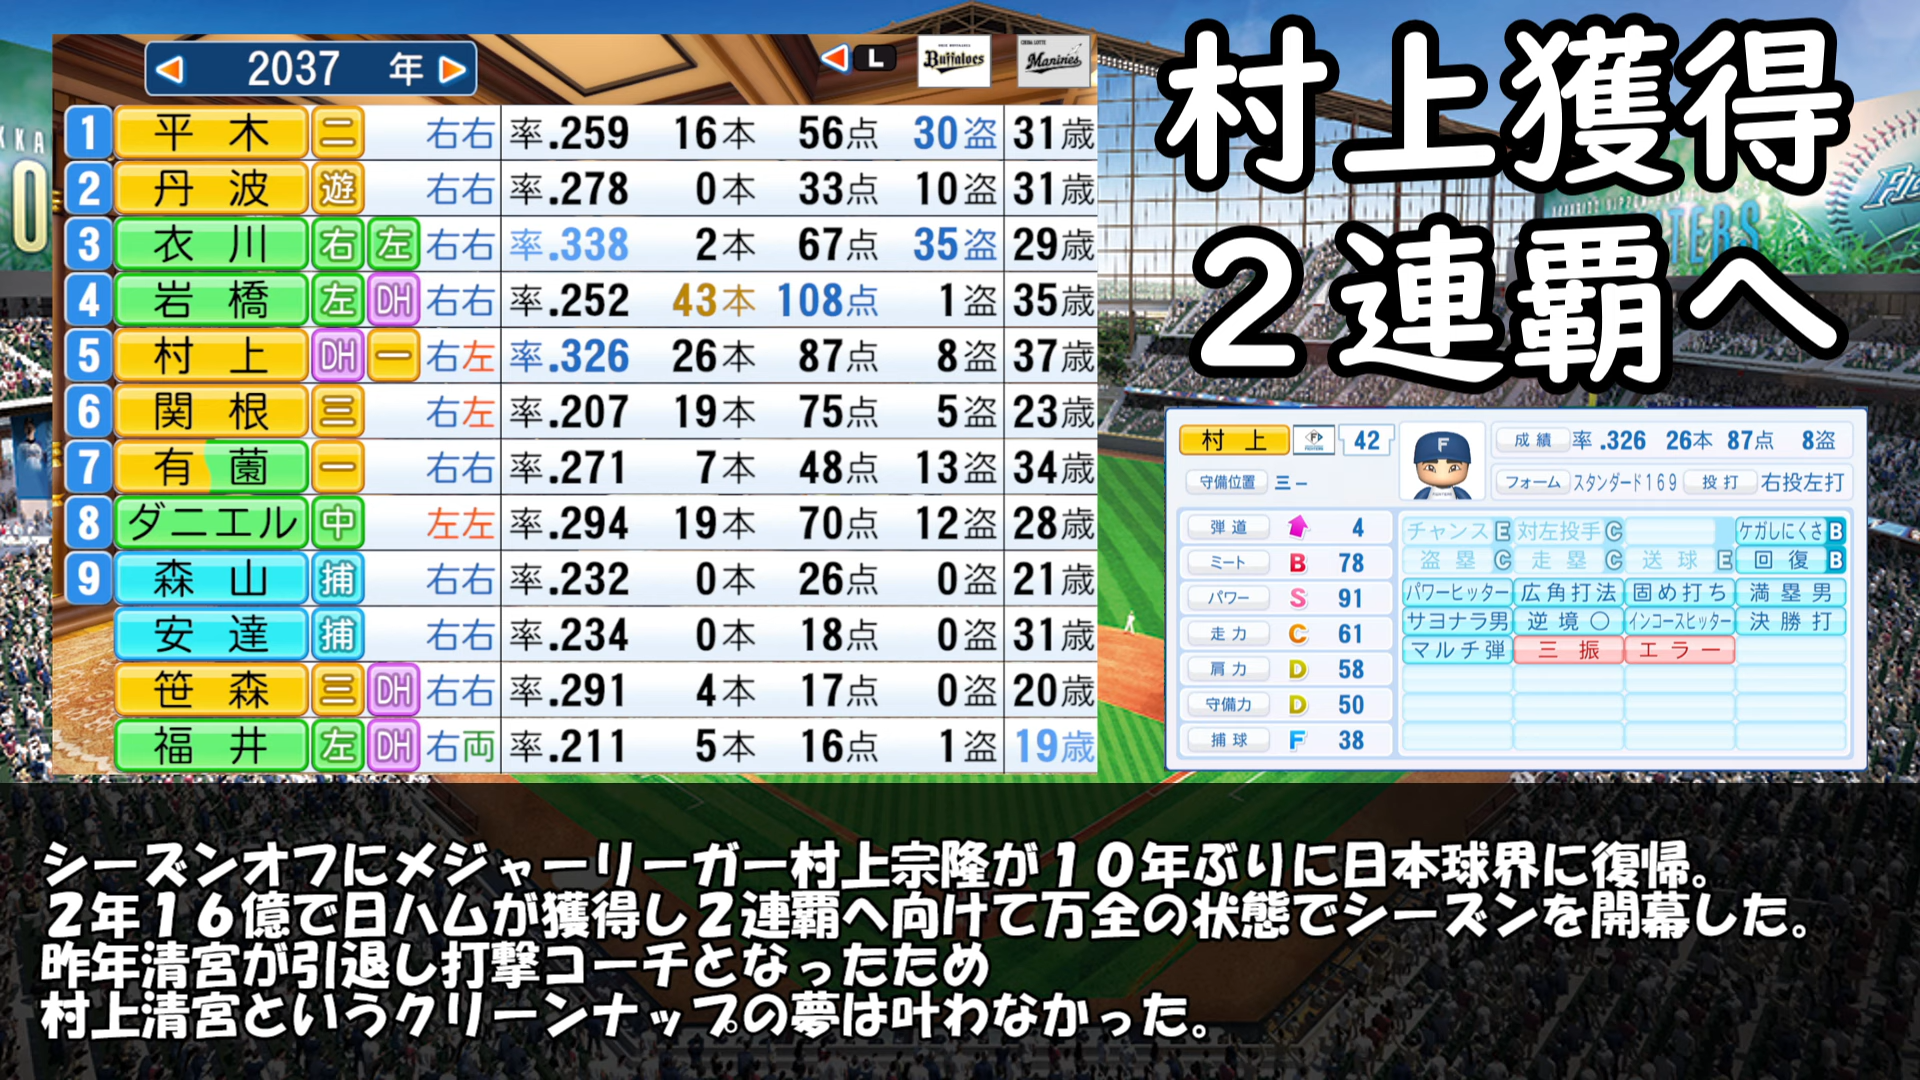 2037 年
L
Buffaloes
Marines
1 平木 二 右右 率.259 16本 56点 30盗 31歳
2 丹波 遊 右右 率.278 0本 33点 10盗 31歳
3 衣川 右 左 右右 率.338 2本 67点 35盗 29歳
4 岩橋 左 DH 右右 率.252 43本 108点 1盗 35歳
5 村上 DH 一 右左 率.326 26本 87点 8盗 37歳
6 関根 三 右左 率.207 19本 75点 5盗 23歳
7 有薗 一 右右 率.271 7本 48点 13盗 34歳
8 ダニエル 中 左左 率.294 19本 70点 12盗 28歳
9 森山 捕 右右 率.232 0本 26点 0盗 21歳
安達 捕 右右 率.234 0本 18点 0盗 31歳
笹森 三 DH 右右 率.291 4本 17点 0盗 20歳
福井 左 DH 右両 率.211 5本 16点 1盗 19歳
村上獲得
２連覇へ
村上 F 42
守備位置 三一
F
成績 率.326 26本 87点 8盗
フォーム スタンダード169 投打 右投左打
弾道 4
ミート B 78
パワー S 91
走力 C 61
肩力 D 58
守備力 D 50
捕球 F 38
チャンスE 対左投手C ケガしにくさB
盗塁C 走塁C 送球E 回復B
パワーヒッター 広角打法 固め打ち 満塁男
サヨナラ男 逆境〇 インコースヒッター 決勝打
マルチ弾 三振 エラー
シーズンオフにメジャーリーガー村上宗隆が１０年ぶりに日本球界に復帰。
２年１６億で日ハムが獲得し２連覇へ向けて万全の状態でシーズンを開幕した。
昨年清宮が引退し打撃コーチとなったため
村上清宮というクリーンナップの夢は叶わなかった。